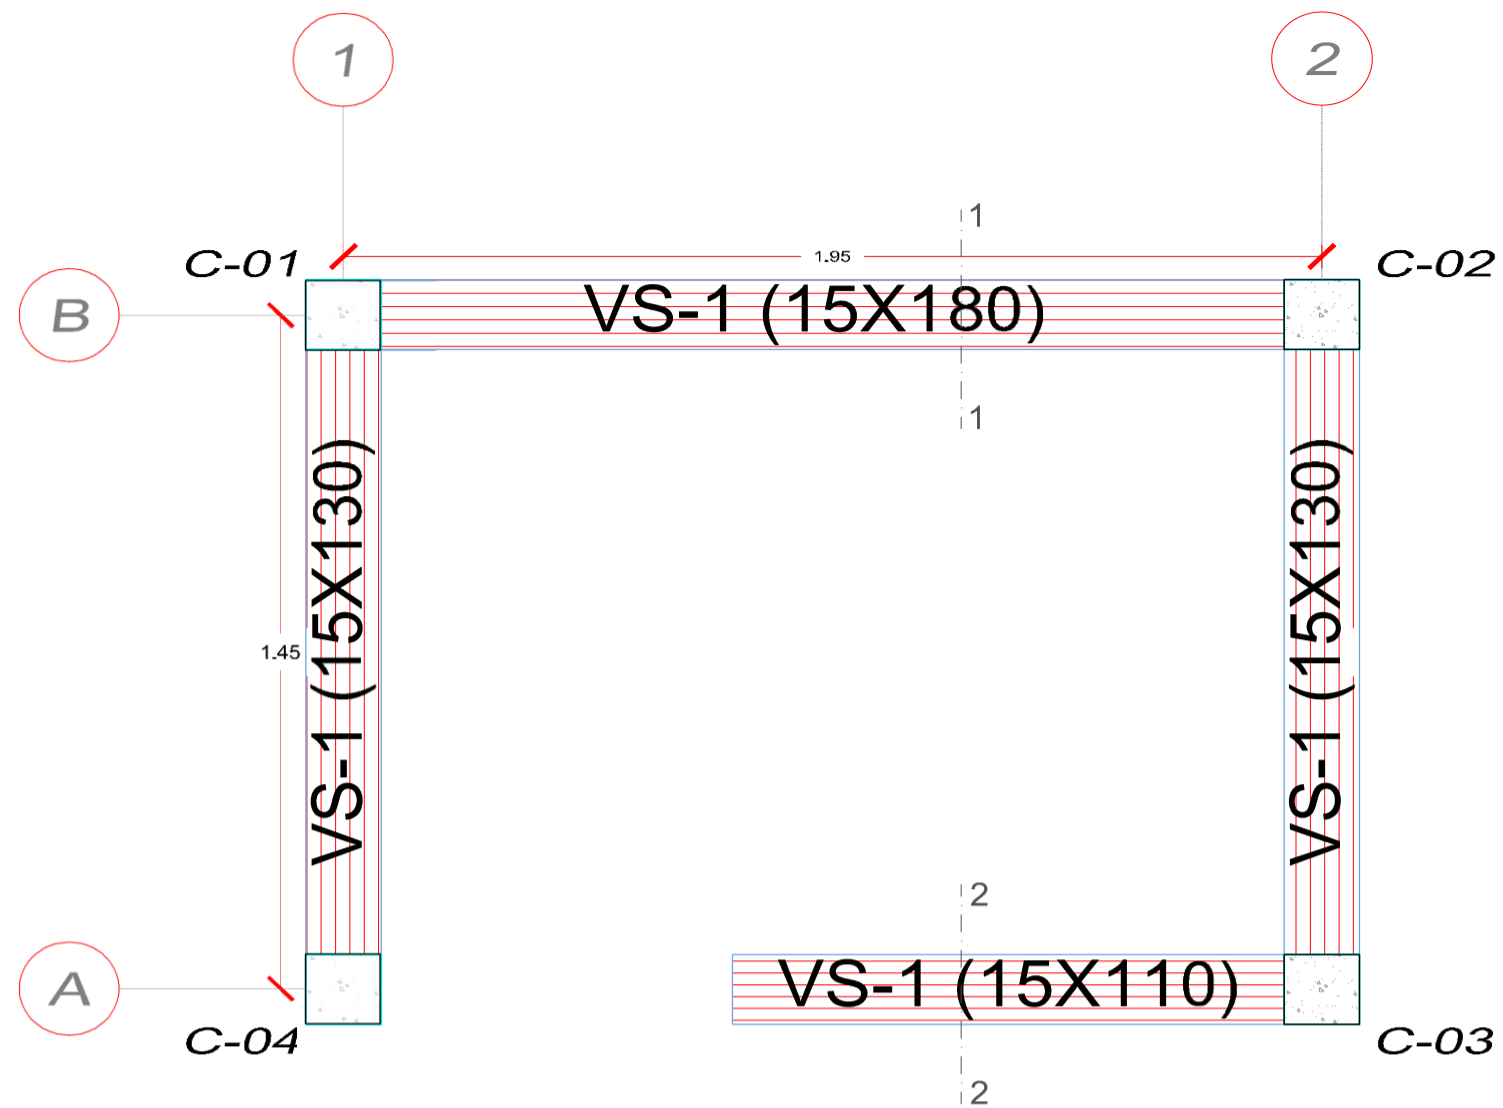 1
2
1
1.95
C-01
C-02
B
VS-1 (15X180)
1
VS-1 (15X130)
VS-1 (15X130)
1.45
2
A
VS-1 (15X110)
C-04
C-03
2